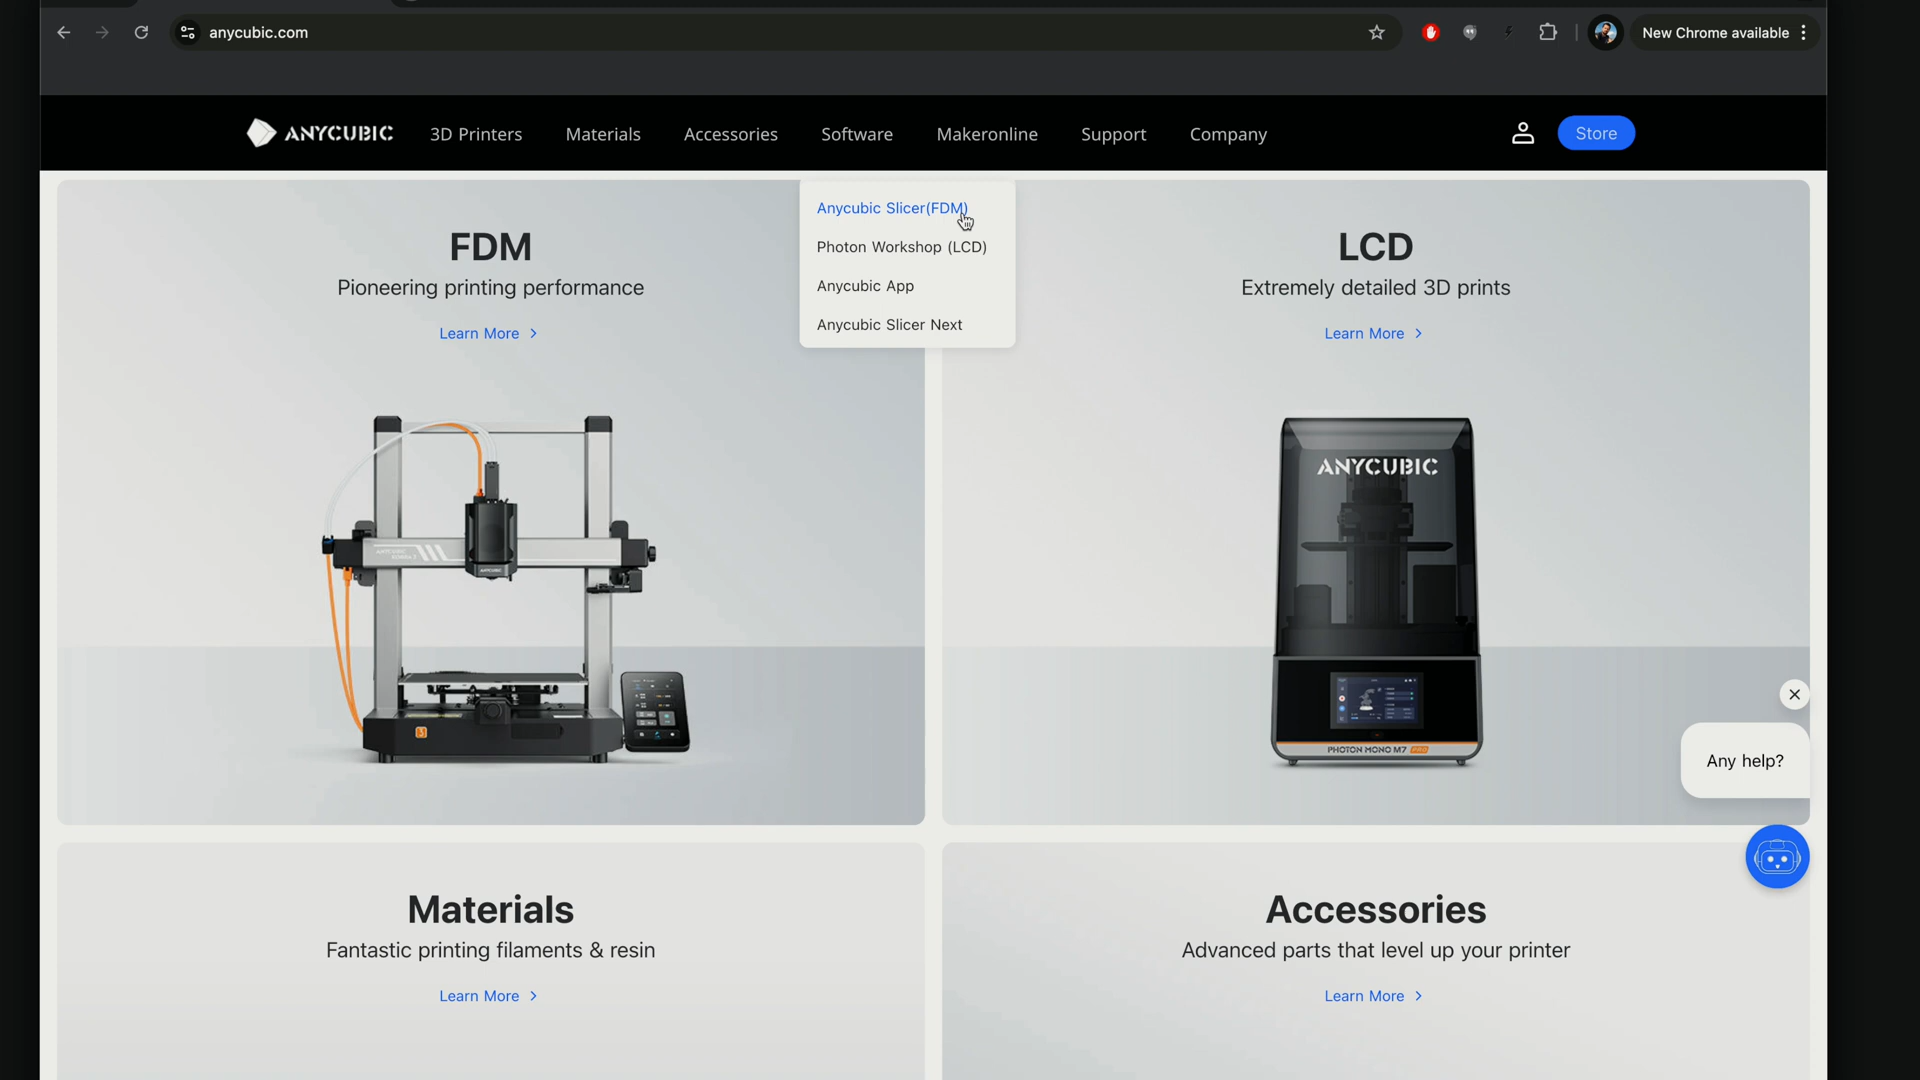 anycubic.com
New Chrome available
ANYCUBIC
3D Printers
Materials
Accessories
Software
Makeronline
Support
Company
Store
Anycubic Slicer(FDM)
Photon Workshop (LCD)
Anycubic App
Anycubic Slicer Next
FDM
Pioneering printing performance
Learn More
LCD
Extremely detailed 3D prints
Learn More
ANYCUBIC
PHOTON MONO M7 PRO
Any help?
Materials
Fantastic printing filaments & resin
Learn More
Accessories
Advanced parts that level up your printer
Learn More